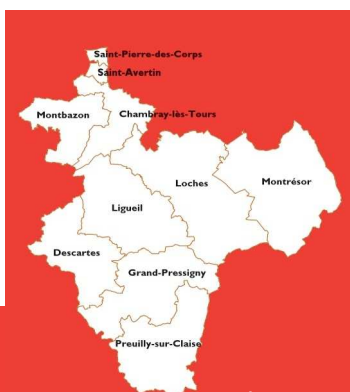 Saint-Pierre-des-Corps
Saint-Avertin
Montbazon
Chambray-lès-Tours
Loches
Montrésor
Ligueil
Descartes
Grand-Pressigny
Preuilly-sur-Claise